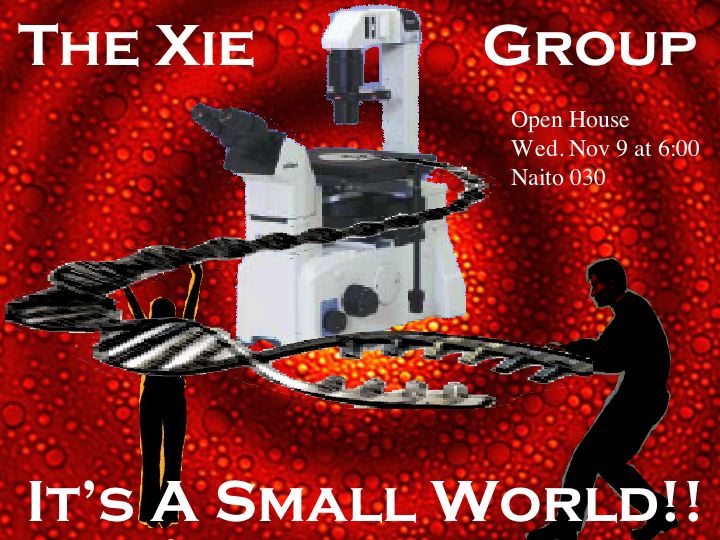 The Xie Group
Open House
Wed. Nov 9 at 6:00
Naito 030
It's A Small World!!